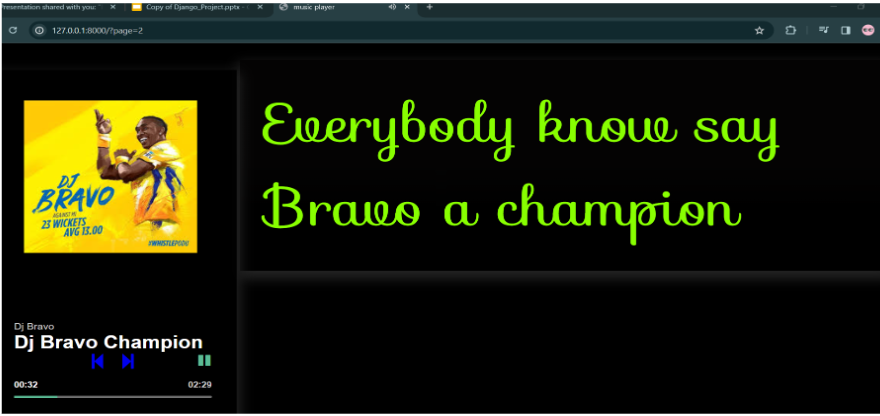 Presentation shared with you: "
Copy of Django_Project.pptx -
music player
127.0.0.1:8000/?page=2
Everybody know say
Bravo a champion
DJ
BRAVO
AGAINST MI
23 WICKETS
AVG 13.00
#WHISTLEPODU
Dj Bravo
Dj Bravo Champion
00:32
02:29